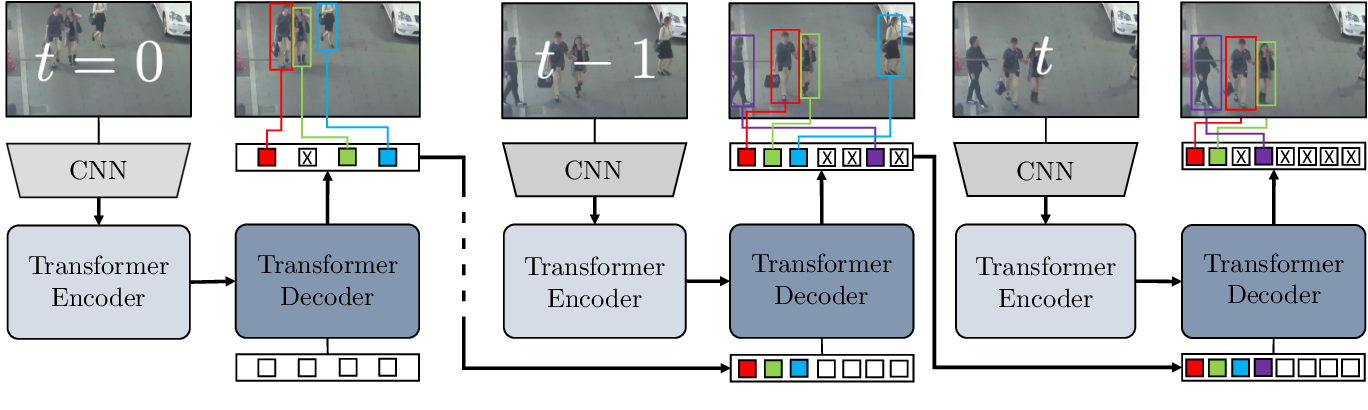 t = 0
t − 1
t
CNN
CNN
CNN
X
X X X
X X X X X
Transformer
Encoder
Transformer
Decoder
Transformer
Encoder
Transformer
Decoder
Transformer
Encoder
Transformer
Decoder